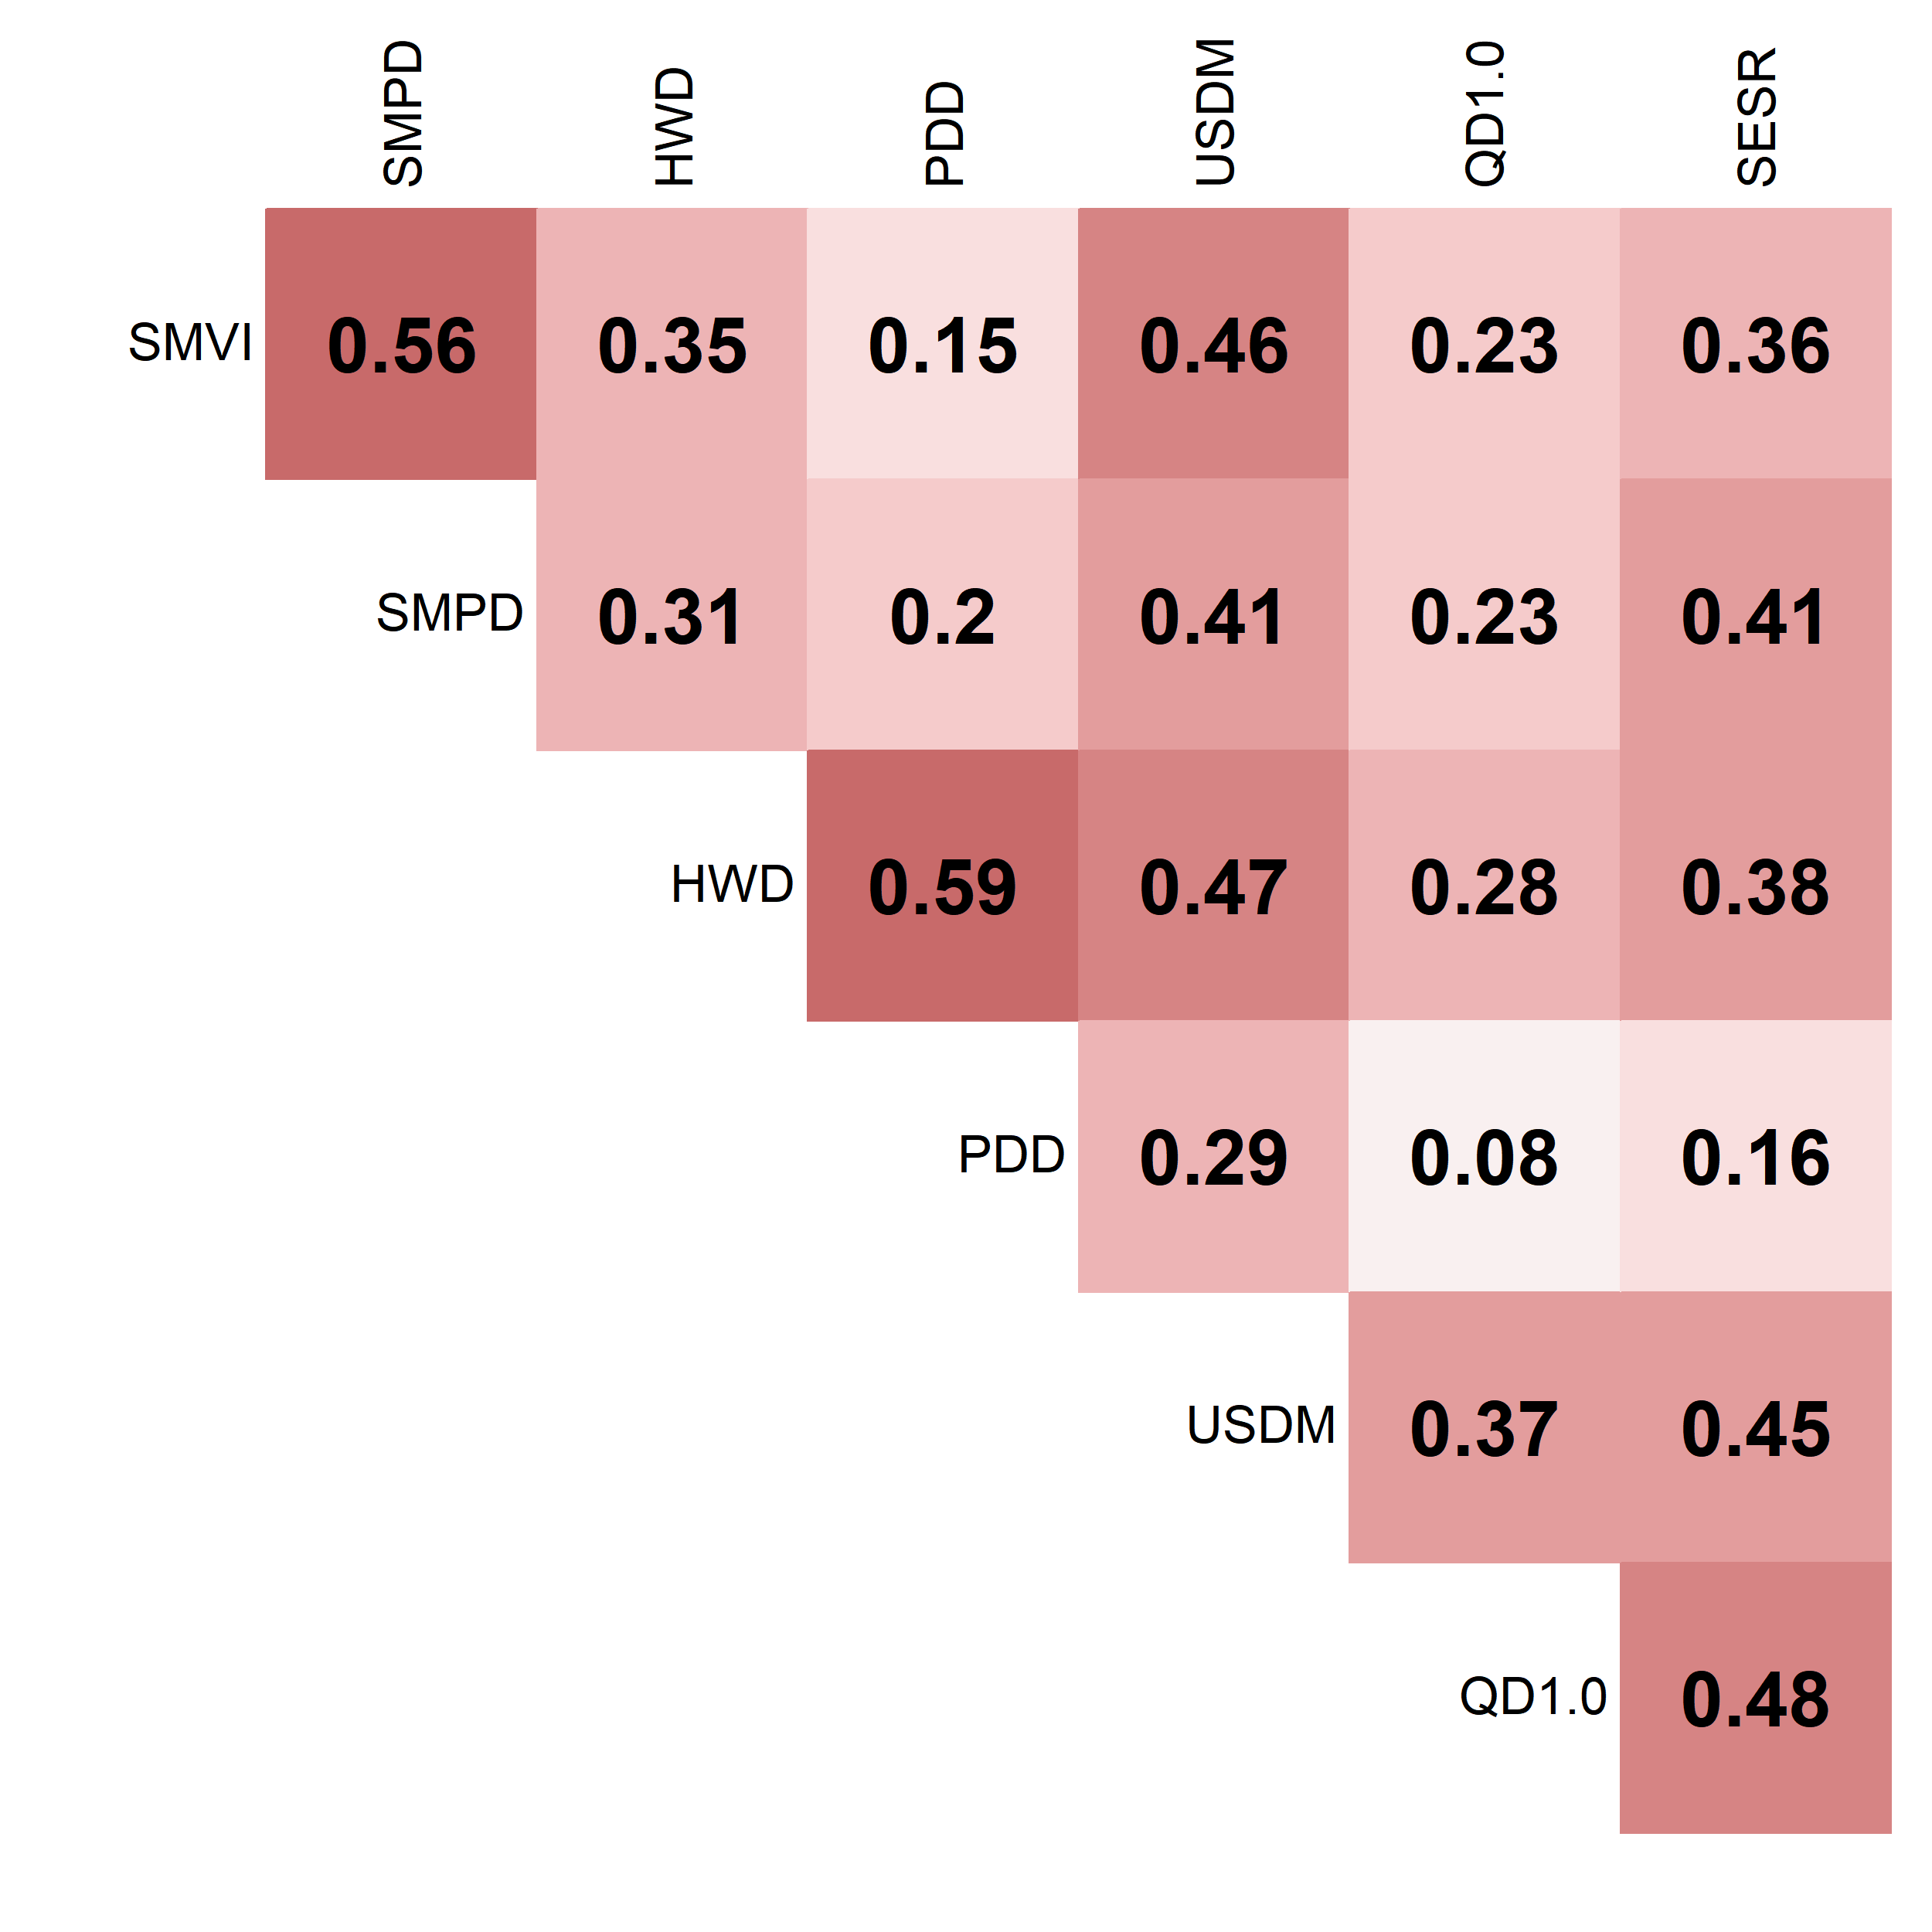 SMPD HWD PDD USDM QD1.0 SESR
SMVI 0.56 0.35 0.15 0.46 0.23 0.36
SMPD 0.31 0.2 0.41 0.23 0.41
HWD 0.59 0.47 0.28 0.38
PDD 0.29 0.08 0.16
USDM 0.37 0.45
QD1.0 0.48